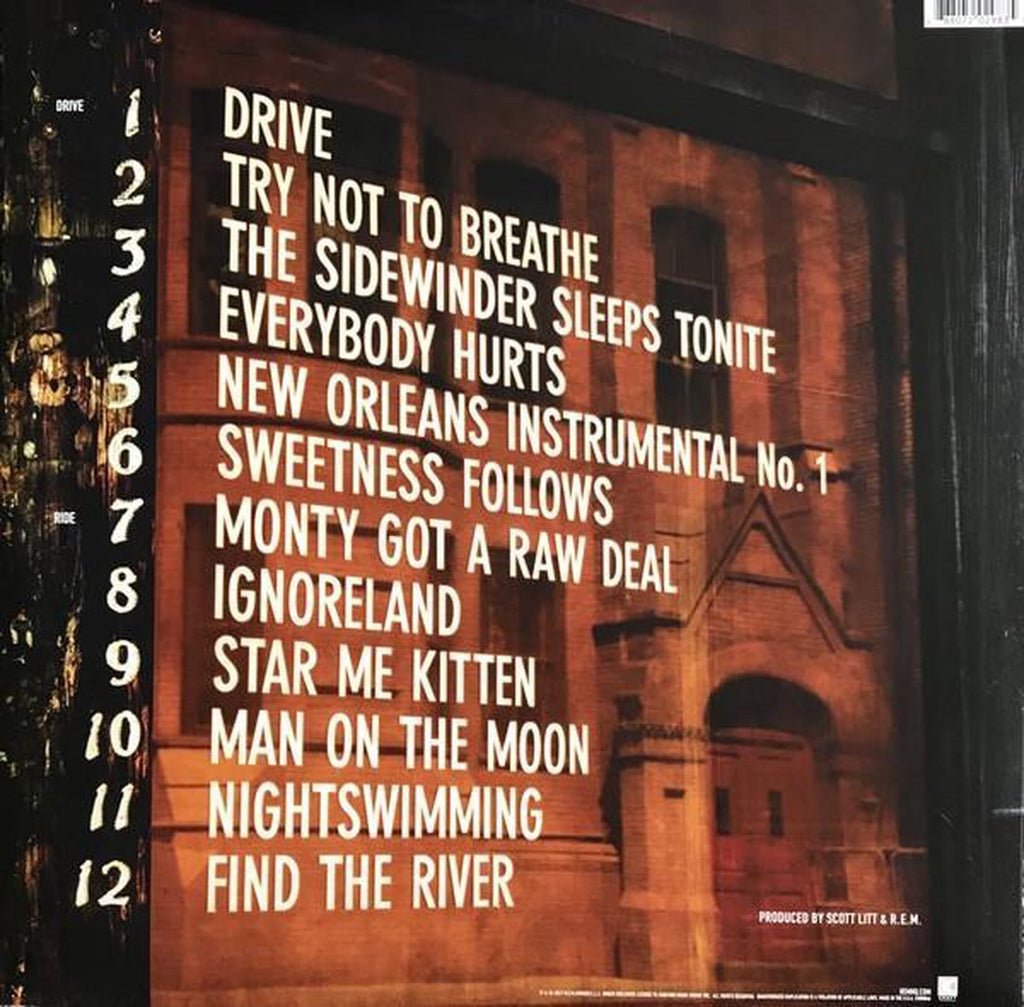 DRIVE
1 DRIVE
2 TRY NOT TO BREATHE
3 THE SIDEWINDER SLEEPS TONITE
4 EVERYBODY HURTS
5 NEW ORLEANS INSTRUMENTAL No. 1
6 SWEETNESS FOLLOWS
RIDE
7 MONTY GOT A RAW DEAL
8 IGNORELAND
9 STAR ME KITTEN
10 MAN ON THE MOON
11 NIGHTSWIMMING
12 FIND THE RIVER
PRODUCED BY SCOTT LITT & R.E.M.
REMHQ.COM